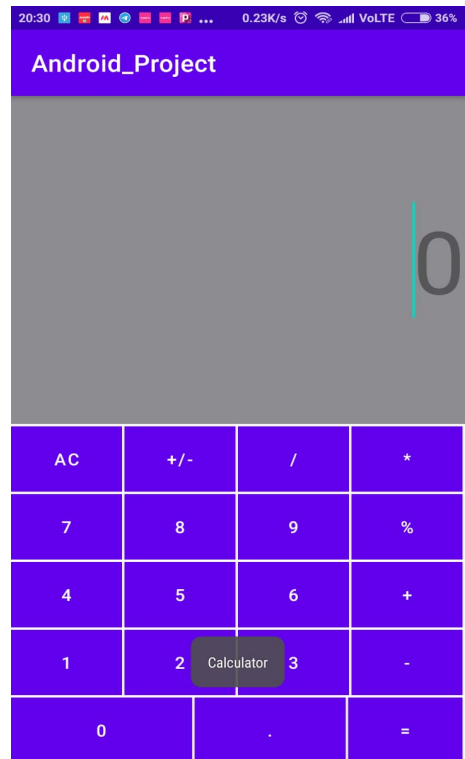 20:30 ... 0.23K/s VoLTE 36%
Android_Project
0
AC +/- / *
7 8 9 %
4 5 6 +
1 2 3 -
Calculator
0 . =